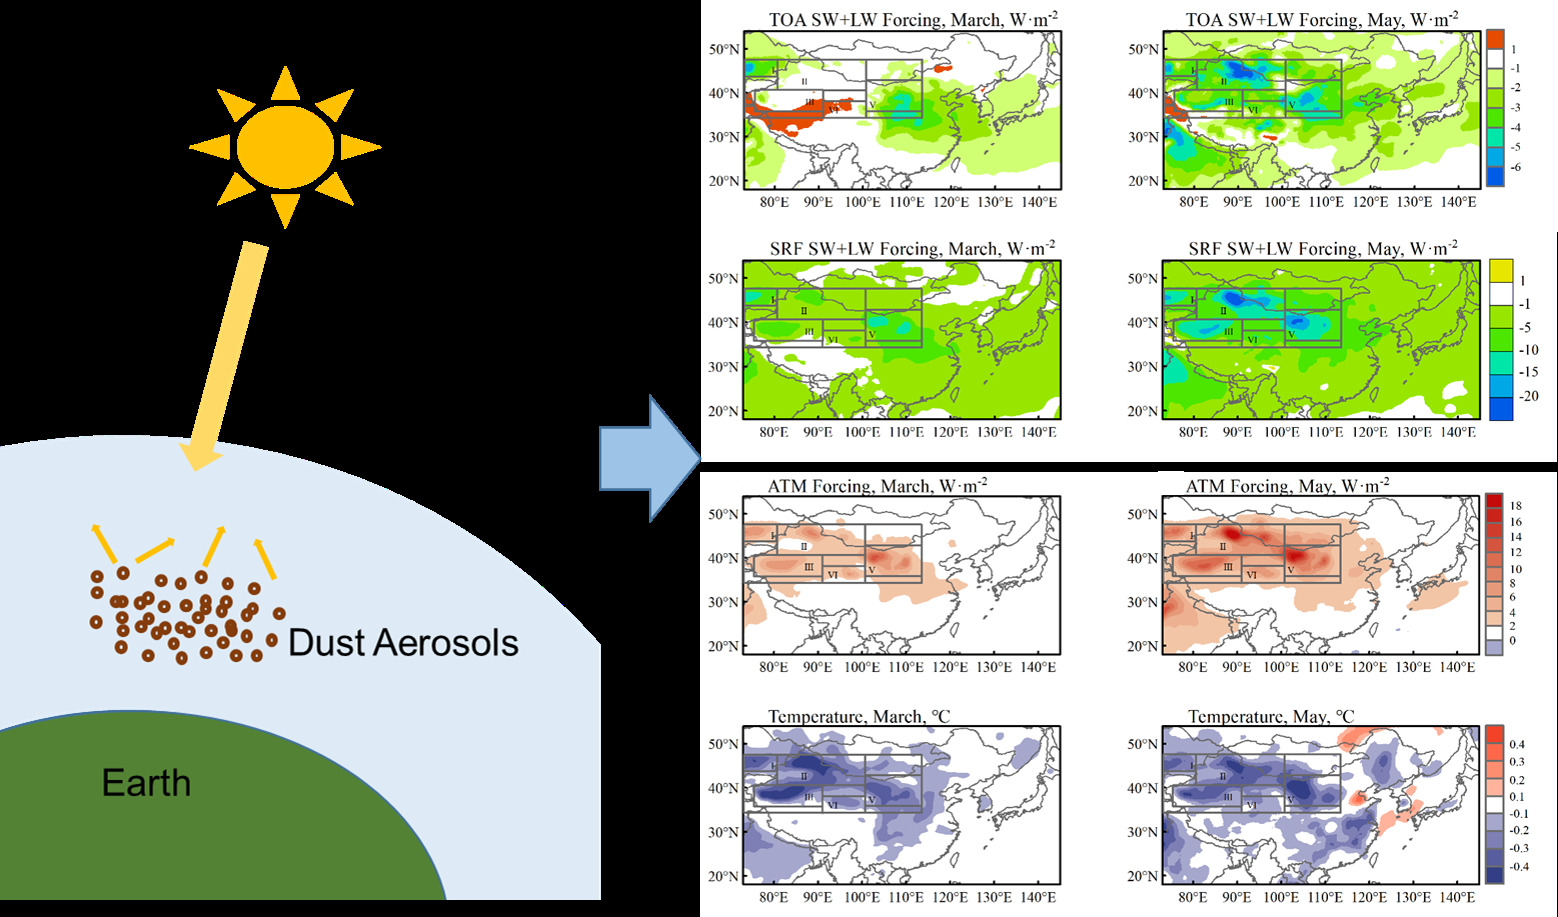 Dust Aerosols
Earth
TOA SW+LW Forcing, March, W·m-2
50°N
40°N
30°N
20°N
I
II
III
VI
V
80°E 90°E 100°E 110°E 120°E 130°E 140°E
TOA SW+LW Forcing, May, W·m-2
50°N
40°N
30°N
20°N
I
II
III
VI
V
80°E 90°E 100°E 110°E 120°E 130°E 140°E
1
-1
-2
-3
-4
-5
-6
SRF SW+LW Forcing, March, W·m-2
50°N
40°N
30°N
20°N
I
II
III
VI
V
80°E 90°E 100°E 110°E 120°E 130°E 140°E
SRF SW+LW Forcing, May, W·m-2
50°N
40°N
30°N
20°N
I
II
III
VI
V
80°E 90°E 100°E 110°E 120°E 130°E 140°E
1
-1
-5
-10
-15
-20
ATM Forcing, March, W·m-2
50°N
40°N
30°N
20°N
I
II
III
VI
V
80°E 90°E 100°E 110°E 120°E 130°E 140°E
ATM Forcing, May, W·m-2
50°N
40°N
30°N
20°N
I
II
III
VI
V
80°E 90°E 100°E 110°E 120°E 130°E 140°E
18
16
14
12
10
8
6
4
2
0
Temperature, March, °C
50°N
40°N
30°N
20°N
I
II
III
VI
V
80°E 90°E 100°E 110°E 120°E 130°E 140°E
Temperature, May, °C
50°N
40°N
30°N
20°N
I
II
III
VI
V
80°E 90°E 100°E 110°E 120°E 130°E 140°E
0.4
0.3
0.2
0.1
-0.1
-0.2
-0.3
-0.4